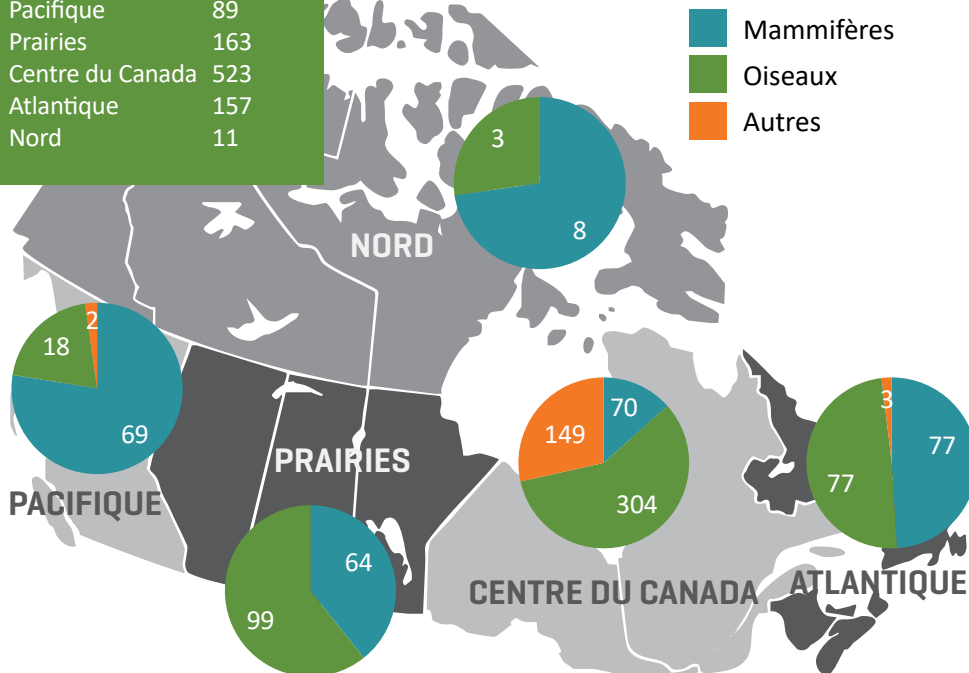 Pacifique 89
Prairies 163
Centre du Canada 523
Atlantique 157
Nord 11
Mammifères
Oiseaux
Autres
3
8
NORD
2
18
69
PACIFIQUE
PRAIRIES
64
99
70
149
304
CENTRE DU CANADA
3
77
77
ATLANTIQUE